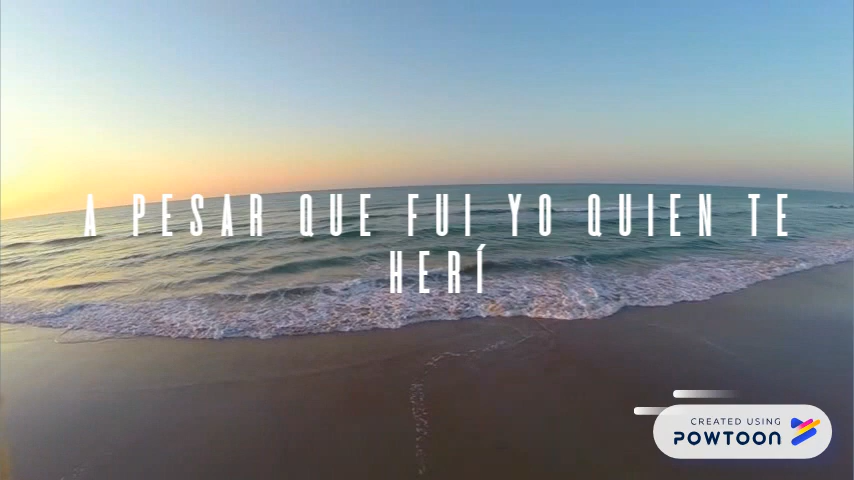 A PESAR QUE FUI YO QUIEN TE
HERÍ
CREATED USING
POWTOON